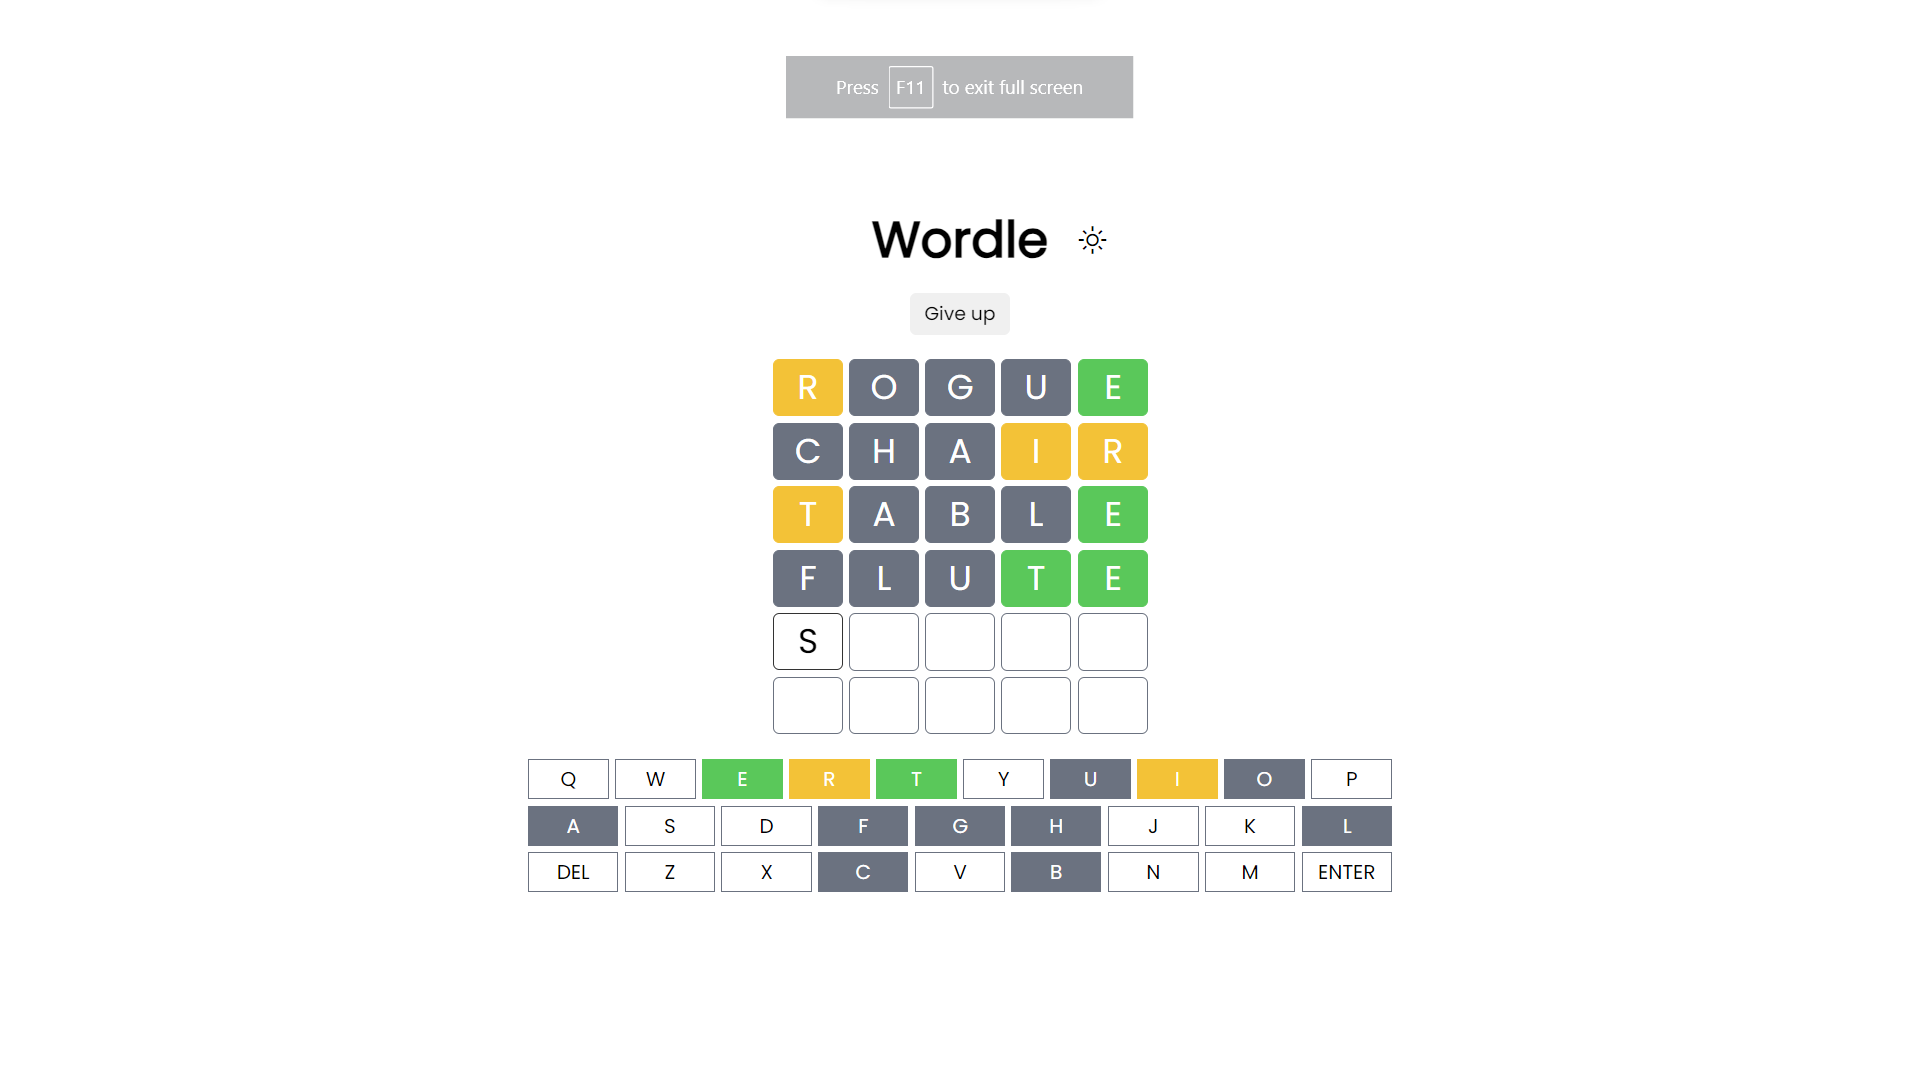 Press F11 to exit full screen
Wordle
Give up
R O G U E
C H A I R
T A B L E
F L U T E
S
Q W E R T Y U I O P
A S D F G H J K L
DEL Z X C V B N M ENTER